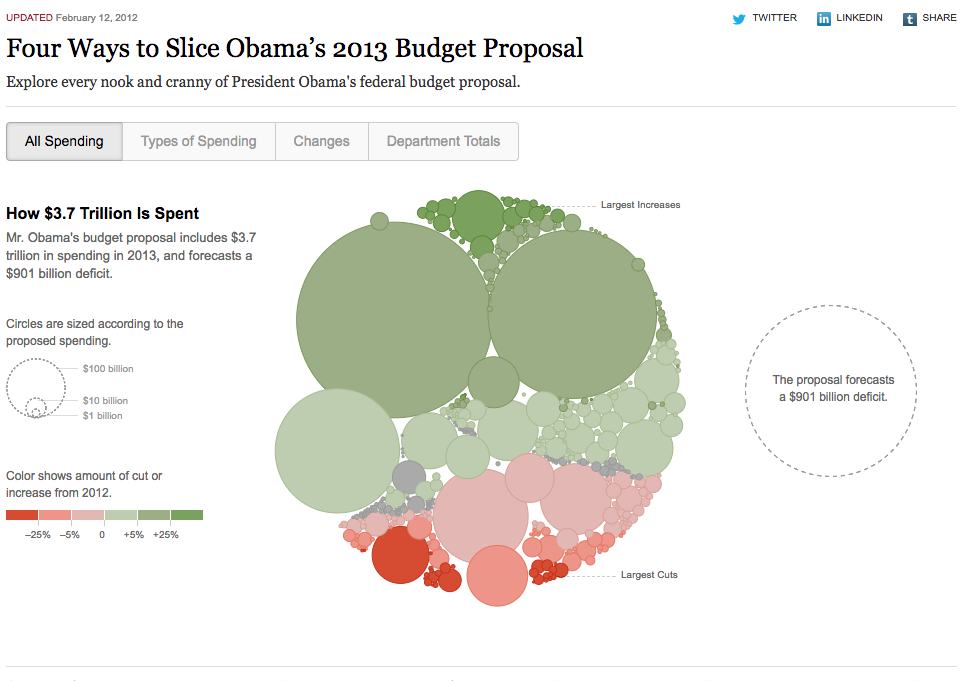 UPDATED February 12, 2012
TWITTER
LINKEDIN
SHARE
Four Ways to Slice Obama’s 2013 Budget Proposal
Explore every nook and cranny of President Obama's federal budget proposal.
All Spending
Types of Spending
Changes
Department Totals
How $3.7 Trillion Is Spent
Mr. Obama's budget proposal includes $3.7
trillion in spending in 2013, and forecasts a
$901 billion deficit.
Circles are sized according to the
proposed spending.
$100 billion
$10 billion
$1 billion
Color shows amount of cut or
increase from 2012.
−25% −5% 0 +5% +25%
Largest Increases
Largest Cuts
The proposal forecasts
a $901 billion deficit.